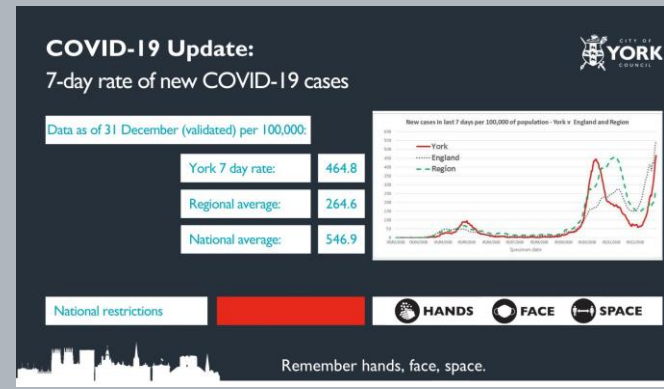 COVID-19 Update:
7-day rate of new COVID-19 cases
CITY OF
YORK
COUNCIL
Data as of 31 December (validated) per 100,000:
York 7 day rate: 464.8
Regional average: 264.6
National average: 546.9
New cases in last 7 days per 100,000 of population - York v England and Region
York
England
Region
Specimen date
National restrictions
HANDS FACE SPACE
Remember hands, face, space.